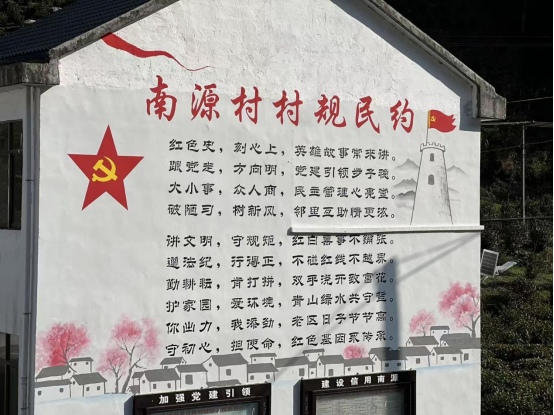 南源村村规民约
红色史，刻心上，英雄故事常来讲。
跟党走，方向明，党建引领步子稳。
大小事，众人商，民主管理心亮堂。
破陋习，树新风，邻里互助情更浓。
讲文明，守规矩，红白喜事不铺张。
遵法纪，行得正，不碰红线不越界。
勤耕耘，肯打拼，双手浇开致富花。
护家园，爱环境，青山绿水共守望。
你出力，我添劲，老区日子节节高。
守初心，担使命，红色基因永传承。
加强党建引领
建设信用南源